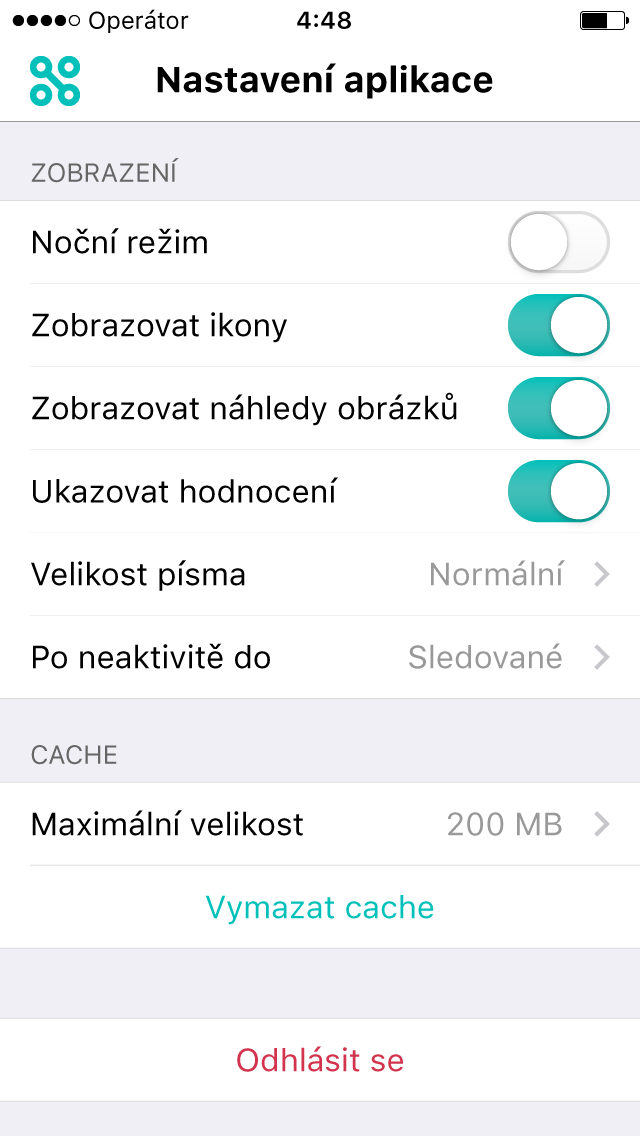 Operátor 4:48
Nastavení aplikace
ZOBRAZENÍ
Noční režim
Zobrazovat ikony
Zobrazovat náhledy obrázků
Ukazovat hodnocení
Velikost písma Normální
Po neaktivitě do Sledované
CACHE
Maximální velikost 200 MB
Vymazat cache
Odhlásit se